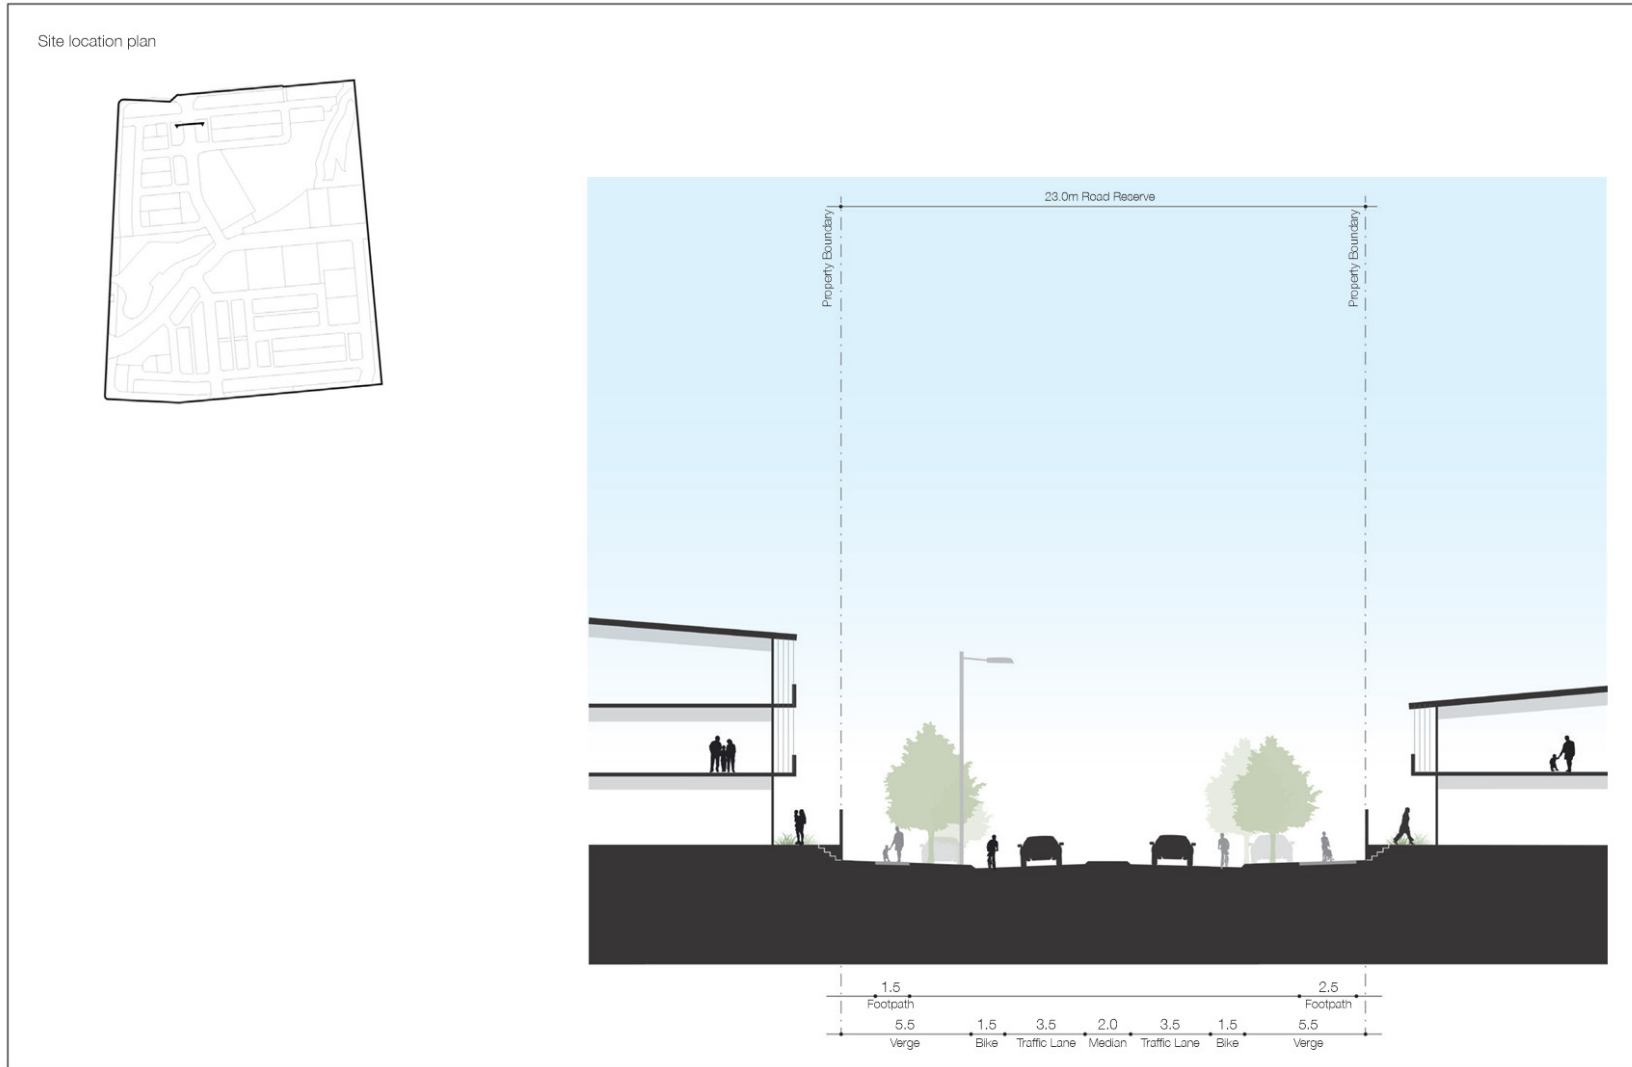 Site location plan
23.0m Road Reserve
Property Boundary
Property Boundary
1.5
Footpath
2.5
Footpath
5.5 1.5 3.5 2.0 3.5 1.5 5.5
Verge Bike Traffic Lane Median Traffic Lane Bike Verge